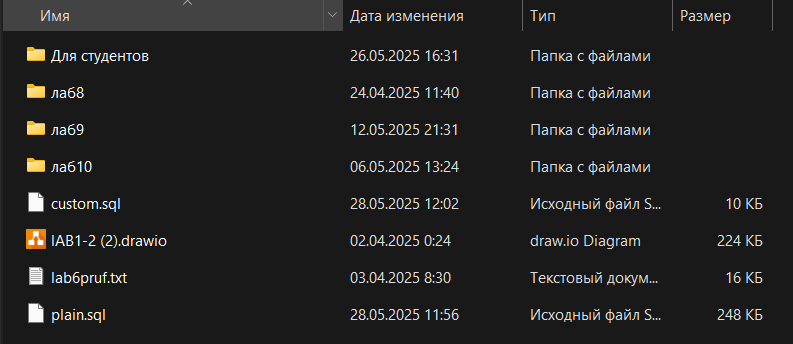 Имя Дата изменения Тип Размер
Для студентов 26.05.2025 16:31 Папка с файлами
ла68 24.04.2025 11:40 Папка с файлами
ла69 12.05.2025 21:31 Папка с файлами
ла610 06.05.2025 13:24 Папка с файлами
custom.sql 28.05.2025 12:02 Исходный файл S... 10 КБ
lAB1-2 (2).drawio 02.04.2025 0:24 draw.io Diagram 224 КБ
lab6pruf.txt 03.04.2025 8:30 Текстовый докум... 16 КБ
plain.sql 28.05.2025 11:56 Исходный файл S... 248 КБ